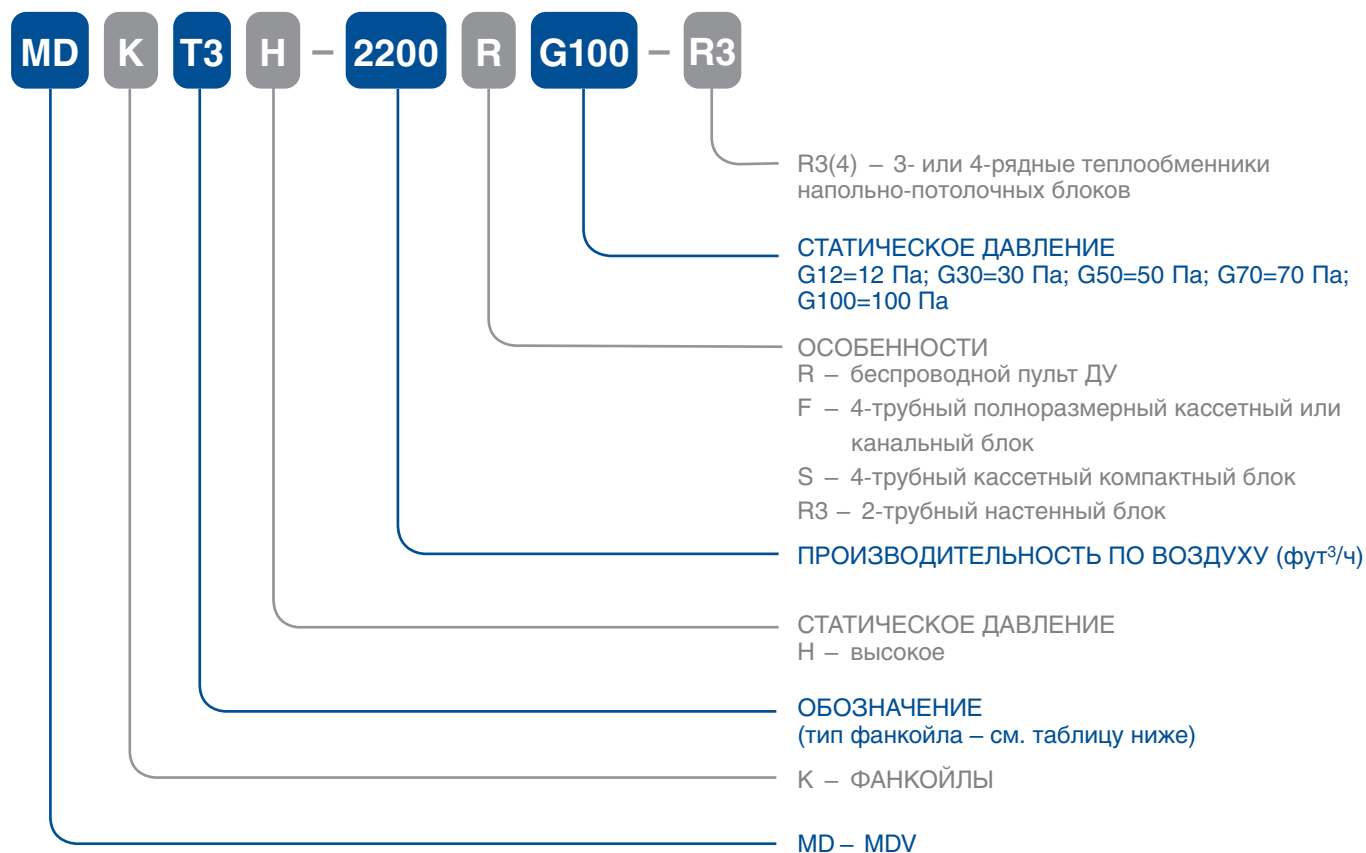 MD K T3 H – 2200 R G100 – R3
R3(4) – 3- или 4-рядные теплообменники
напольно-потолочных блоков
СТАТИЧЕСКОЕ ДАВЛЕНИЕ
G12=12 Па; G30=30 Па; G50=50 Па; G70=70 Па;
G100=100 Па
ОСОБЕННОСТИ
R – беспроводной пульт ДУ
F – 4-трубный полноразмерный кассетный или
канальный блок
S – 4-трубный кассетный компактный блок
R3 – 2-трубный настенный блок
ПРОИЗВОДИТЕЛЬНОСТЬ ПО ВОЗДУХУ (фут³/ч)
СТАТИЧЕСКОЕ ДАВЛЕНИЕ
H – высокое
ОБОЗНАЧЕНИЕ
(тип фанкойла – см. таблицу ниже)
К – ФАНКОЙЛЫ
MD – MDV